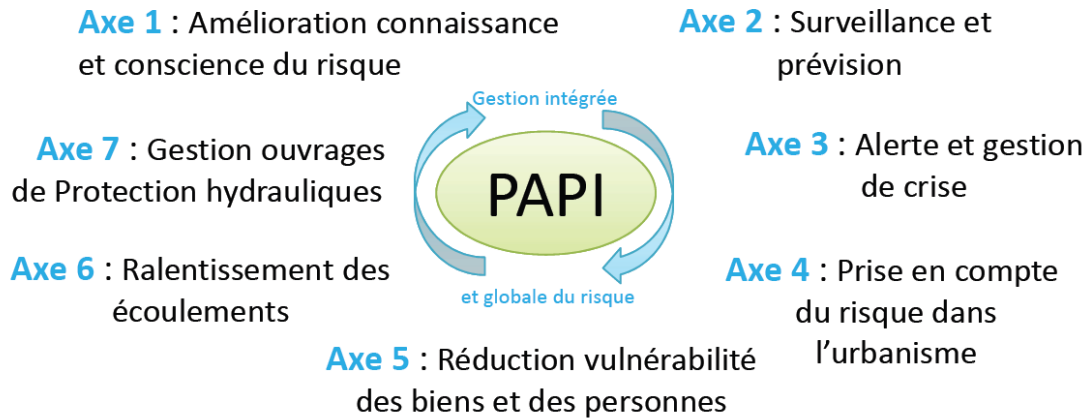 Axe 1 : Amélioration connaissance
et conscience du risque
Axe 2 : Surveillance et
prévision
Gestion intégrée
Axe 7 : Gestion ouvrages
de Protection hydrauliques
PAPI
Axe 3 : Alerte et gestion
de crise
Axe 6 : Ralentissement des
écoulements
et globale du risque
Axe 4 : Prise en compte
du risque dans
l’urbanisme
Axe 5 : Réduction vulnérabilité
des biens et des personnes